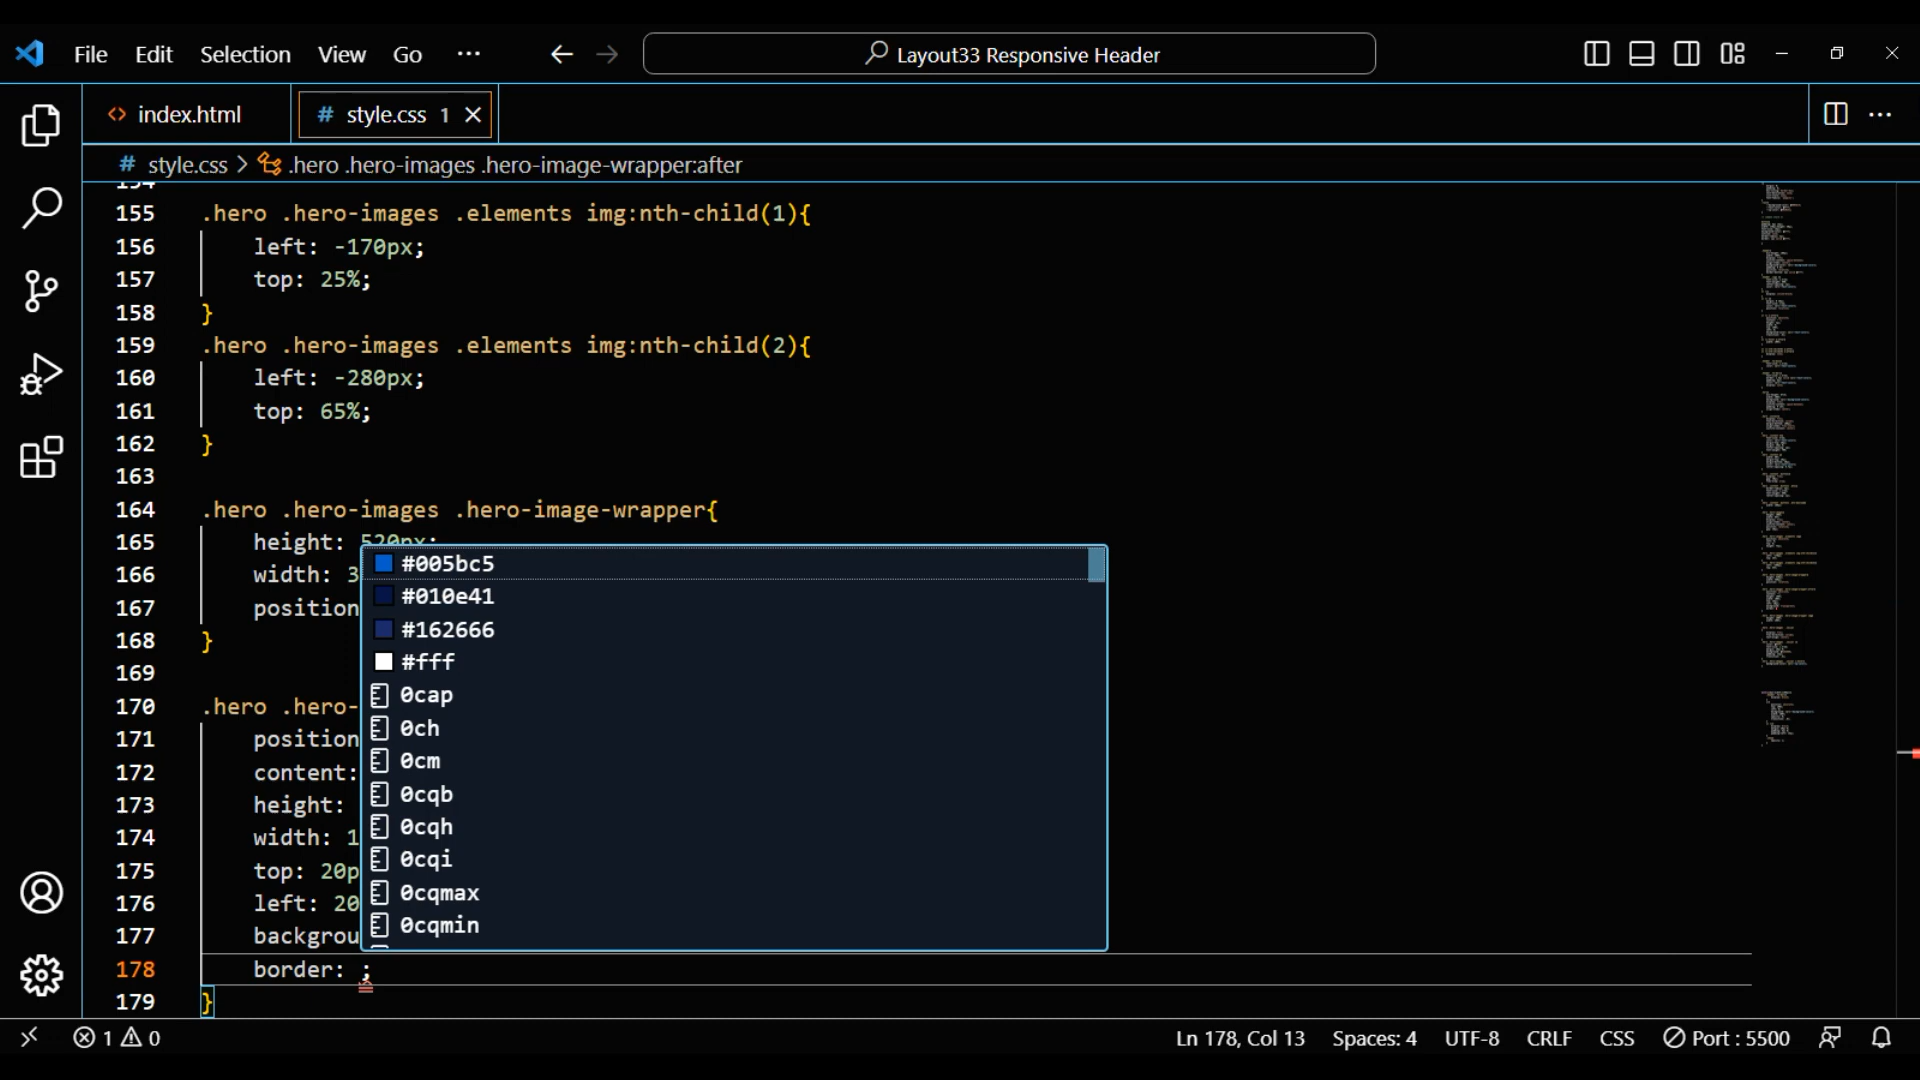 File Edit Selection View Go ···
Layout33 Responsive Header
<> index.html
# style.css 1
# style.css > .hero .hero-images .hero-image-wrapper:after
154
155 .hero .hero-images .elements img:nth-child(1){
156 left: -170px;
157 top: 25%;
158 }
159 .hero .hero-images .elements img:nth-child(2){
160 left: -280px;
161 top: 65%;
162 }
163
164 .hero .hero-images .hero-image-wrapper{
165 height: 520px;
166 width: 3
167 position
168 }
169
170 .hero .hero-
171 position
172 content:
173 height:
174 width: 1
175 top: 20p
176 left: 20
177 backgrou
178 border: ;
179 }
#005bc5
#010e41
#162666
#fff
0cap
0ch
0cm
0cqb
0cqh
0cqi
0cqmax
0cqmin
1 0
Ln 178, Col 13 Spaces: 4 UTF-8 CRLF CSS Port : 5500